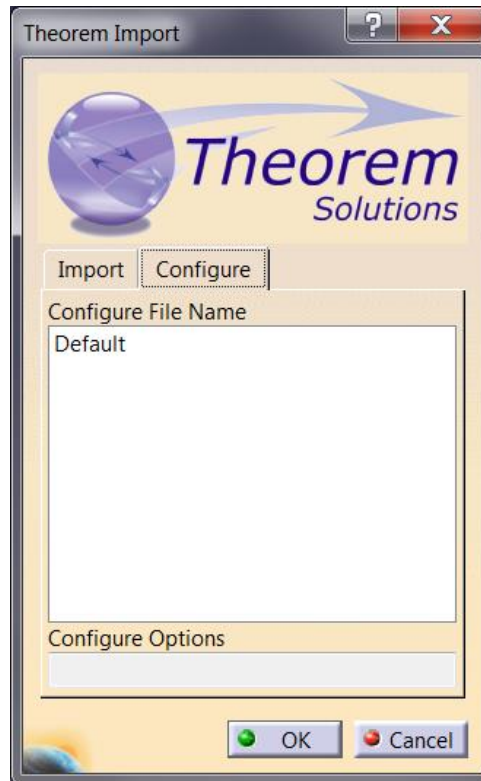 Theorem Import
?
X
Theorem
Solutions
Import Configure
Configure File Name
Default
Configure Options
OK Cancel